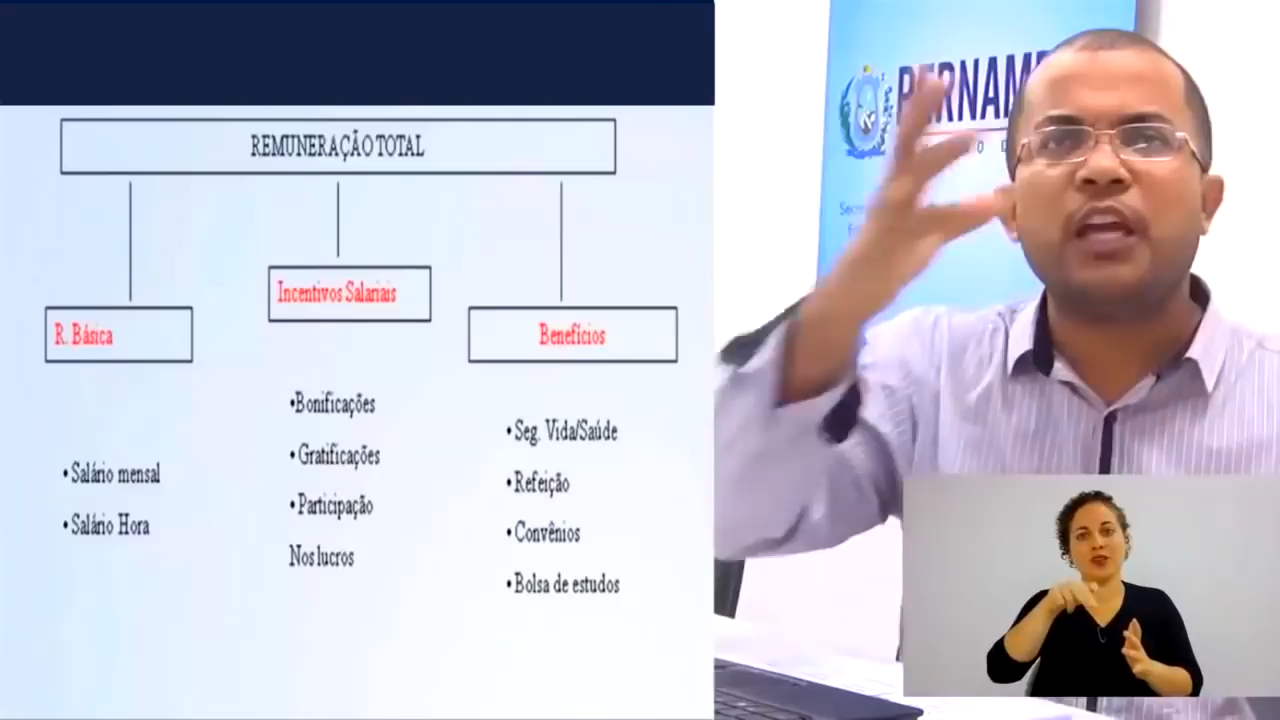 REMUNERAÇÃO TOTAL
R. Básica
•Salário mensal
•Salário Hora
Incentivos Salariais
•Bonificações
•Gratificações
•Participação
Nos lucros
Benefícios
•Seg. Vida/Saúde
•Refeição
•Convênios
•Bolsa de estudos